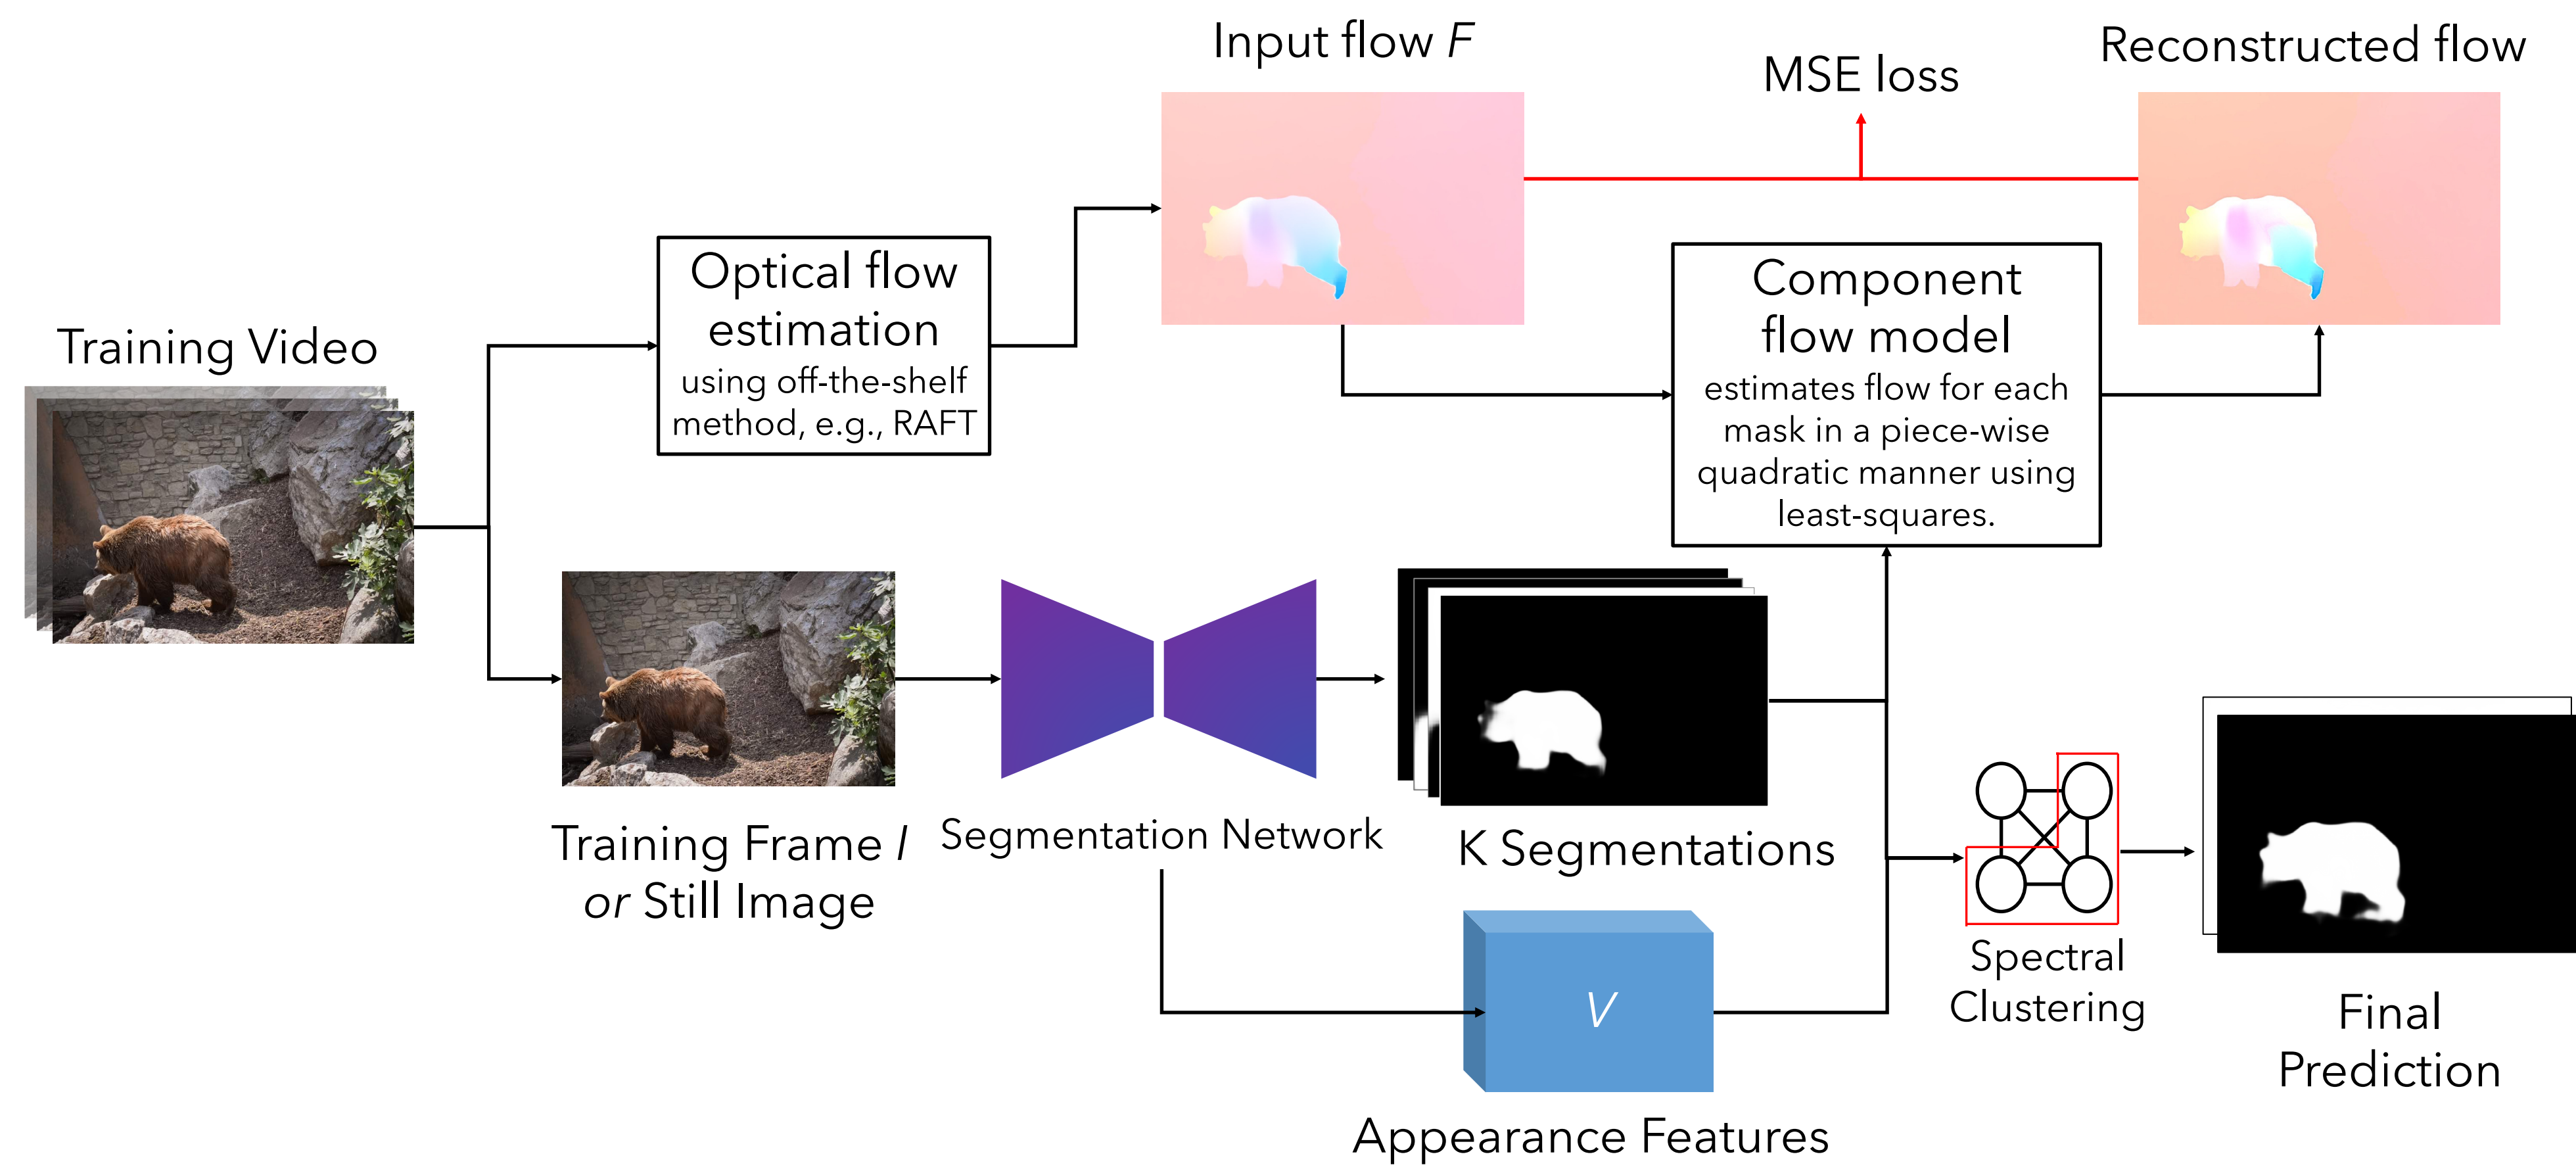 Input flow F
MSE loss
Reconstructed flow
Training Video
Optical flow
estimation
using off-the-shelf
method, e.g., RAFT
Component
flow model
estimates flow for each
mask in a piece-wise
quadratic manner using
least-squares.
Training Frame I
or Still Image
Segmentation Network
K Segmentations
V
Appearance Features
Spectral
Clustering
Final
Prediction